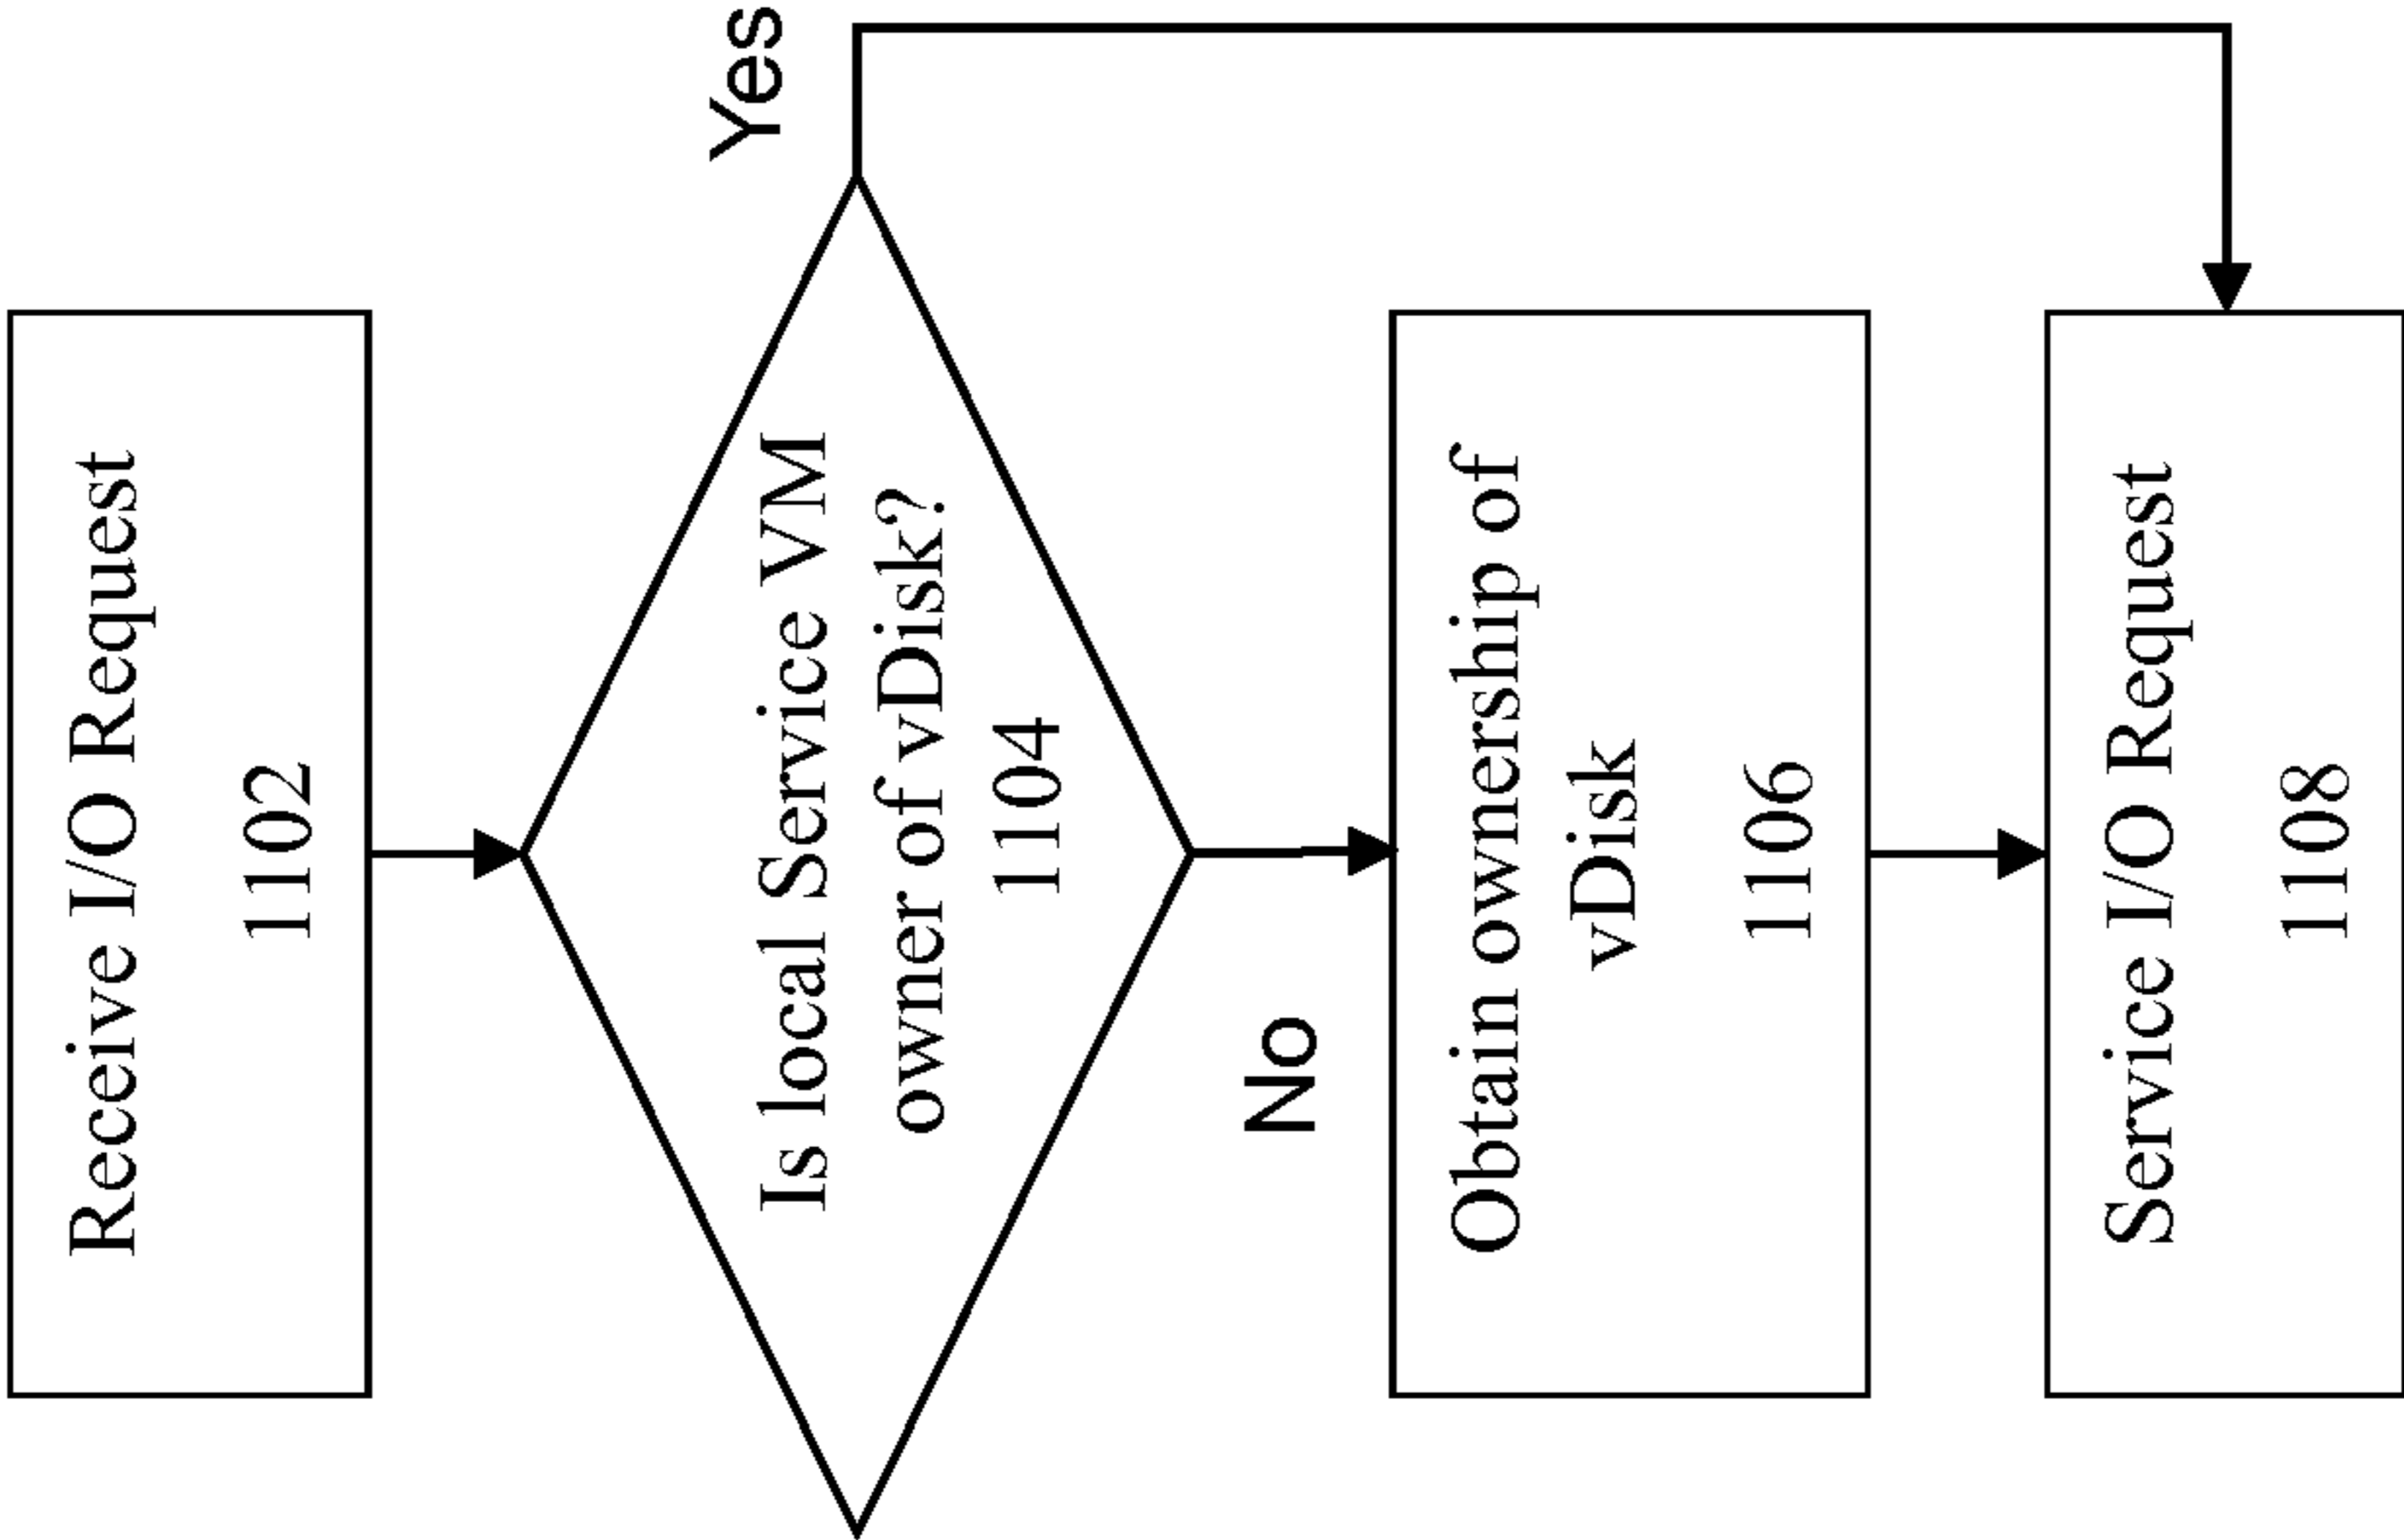 Receive I/O Request
1102
Yes
Is local Service VM
owner of vDisk?
1104
No
Obtain ownership of
vDisk
1106
Service I/O Request
1108